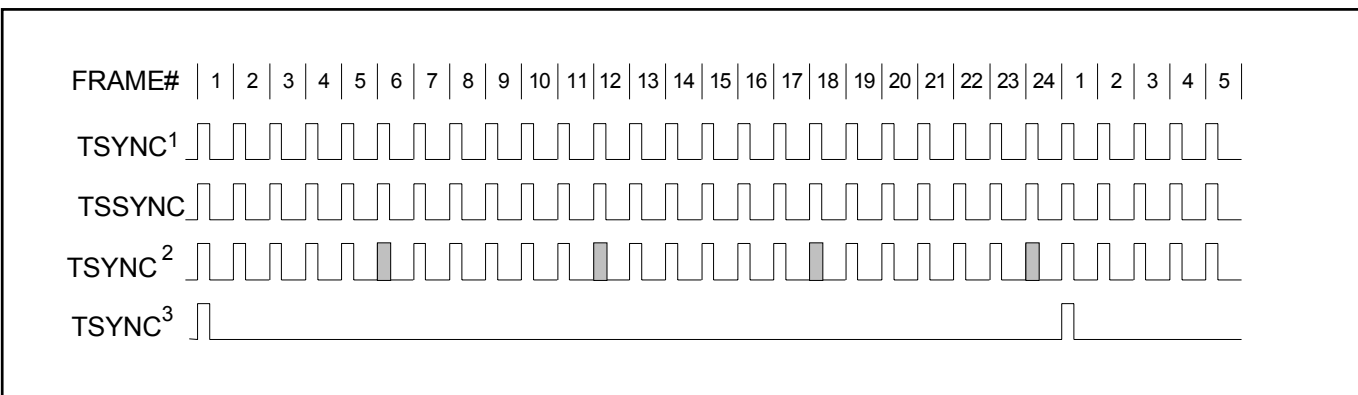 FRAME# 1 2 3 4 5 6 7 8 9 10 11 12 13 14 15 16 17 18 19 20 21 22 23 24 1 2 3 4 5
TSYNC1
TSSYNC
TSYNC2
TSYNC3